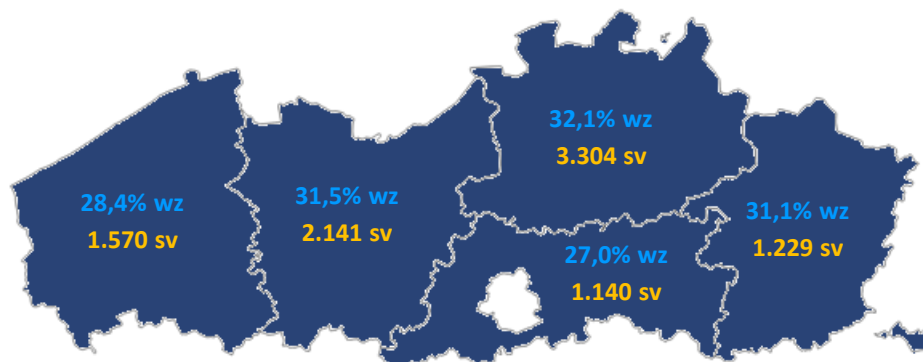 28,4% wz
1.570 sv
31,5% wz
2.141 sv
32,1% wz
3.304 sv
27,0% wz
1.140 sv
31,1% wz
1.229 sv